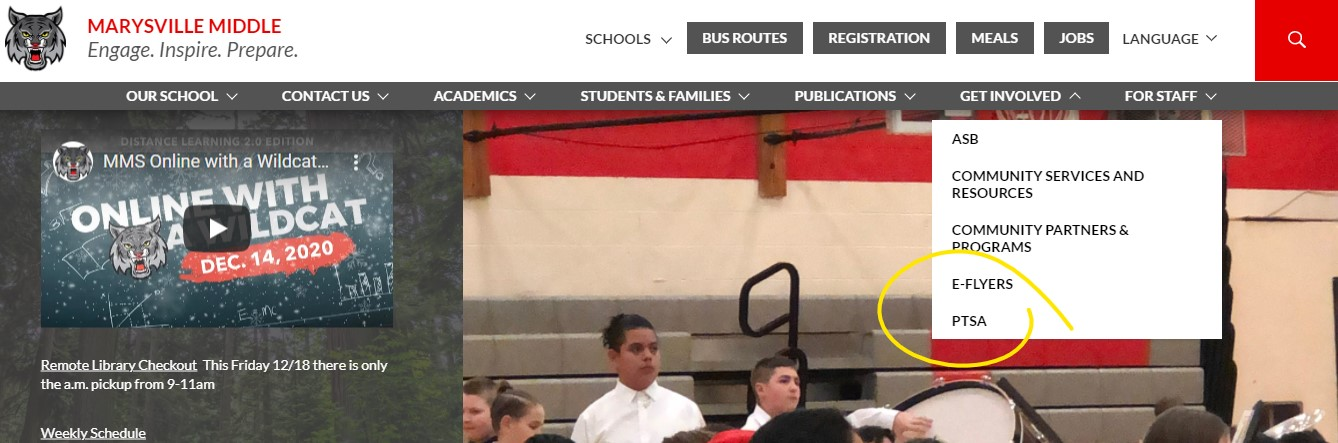 MARYSVILLE MIDDLE
Engage. Inspire. Prepare.
SCHOOLS
BUS ROUTES
REGISTRATION
MEALS
JOBS
LANGUAGE
OUR SCHOOL
CONTACT US
ACADEMICS
STUDENTS & FAMILIES
PUBLICATIONS
GET INVOLVED
FOR STAFF
DISTANCE LEARNING 2.0 EDITION
MMS Online with a Wildcat...
ONLINE WITH
A WILDCAT
DEC. 14, 2020
Remote Library Checkout This Friday 12/18 there is only
the a.m. pickup from 9-11am
Weekly Schedule
ASB
COMMUNITY SERVICES AND
RESOURCES
COMMUNITY PARTNERS &
PROGRAMS
E-FLYERS
PTSA